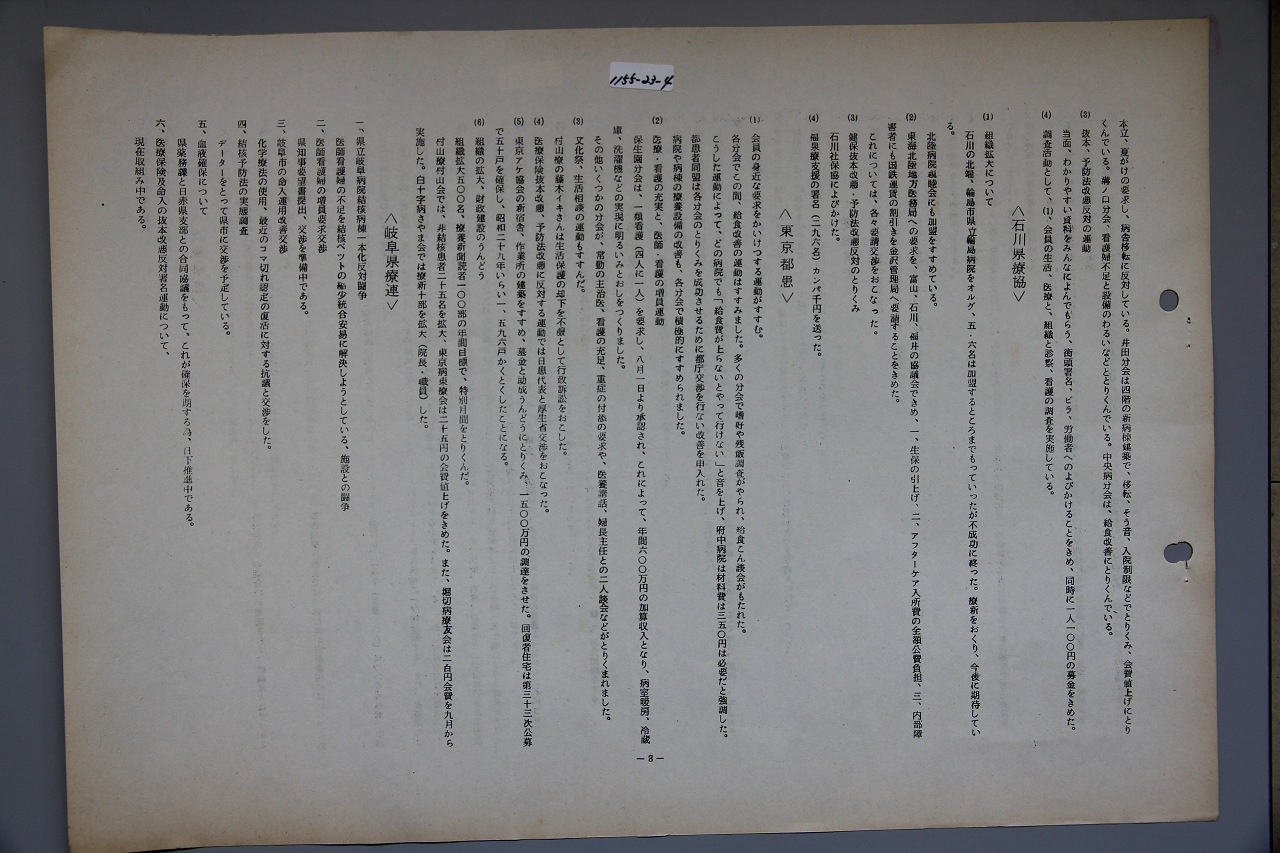 1155-23-4
本立、夏がけの要求し、病舎移転に反対している。井田分会は四階の新病棟建築で、移転、そう音、入院制限などでとりくみ、会費値上げにとり
くんでいる。溝ノ口分会、看護婦不足と設備のわるいなどとりくんでいる。中央病分会は、給食改善にとりくんでいる。
(3) 抜本、予防法改悪反対の運動
当面、わかりやすい資料をみんなによんでもらう、街頭署名、ビラ、労働者へのよびかけることをきめ、同時に一人一〇〇円の募金をきめた。
(4) 調査活動として、(1)、会員の生活、医療と、組織と診察、看護の調査を実施している。
＜石川県療協＞
(1) 組織拡大について
石川の北端、輪島市県立輪島病院をオルグ、五・六名は加盟するところまでもっていったが不成功に終った。療新をおくり、今後に期待してい
る。
北陸病院親睦会にも加盟をすすめている。
(2) 東海北陸地方医務局への要求を、富山、石川、福井の協議会できめ、一、生保の引上げ、二、アフターケア入所費の全額公費負担、三、内部障
害者にも国鉄運賃の割引きを金沢管理局へ要請することをきめた。
これについては、各々要請交渉をおこなった。
(3) 健保抜本改悪・予防法改悪反対のとりくみ
石川社保協によびかけた。
(4) 福泉療支援の署名（二九六名）カンパ千円を送った。
＜東京都患＞
(1) 会員の身近な要求をかいけつする運動がすすむ。
各分会でこの間、給食改善の運動はすすみました。多くの分会で嗜好や残飯調査がやられ、給食こん談会がもたれた。
こうした運動によって、どの病院でも「給食費が上らないとやって行けない」と音を上げ、府中病院は材料費は三五〇円は必要だと強調した。
都患者同盟は各分会のとりくみを成功させるために都庁交渉を行ない改善を申入れた。
病院や病棟の療養設備の改善も、各分会で積極的にすすめられました。
(2) 医療・看護の充実と、医師・看護の増員運動
保生園分会は、一類看護（四人に一人）を要求し、八月一日より承認され、これによって、年間六〇〇万円の加算収入となり、病室暖房、冷蔵
庫、洗濯機などの実現に明るいみとおしをつくりました。
その他いくつかの分会が、常勤の主治医、看護の充足、重症の付添の要求や、医養講話、婦長主任との二人談会などがとりくまれました。
(3) 文化祭、生活相談の運動もすすんだ。
村山療の藤木イキさんは生活保護の却下を不服として行政訴訟をおこした。
(4) 医療保険抜本改悪、予防法改悪に反対する運動では日患代表と厚生省交渉をおこなった。
(5) 東京アケ協会の新宿舎、作業所の建築をすすめ、基金と助成うんどうにとりくみ、一五〇〇万円の調達をさせた。回復者住宅は第三十三次公募
で五十戸を確保し、昭和二十九年いらい一、五九六戸かくとくしたことになる。
(6) 組織の拡大、財政建設のうんどう
組織拡大五〇〇名、療養新聞読者一〇〇〇部の年間目標で、特別月間をとりくんだ。
村山療村山会では、非結核患者二十五名を拡大、東京病東療会は二十五円の会費値上げをきめた。また、堀切病療友会は二百円会費を九月から
実施した。白十字病さやま会では療新十部を拡大（院長・職員）した。
＜岐阜県療連＞
一、県立岐阜病院結核病棟一本化反対闘争
医師看護婦の不足を結核ベツトの極少統合安易に解決しようとしている、施設との闘争
二、医師看護婦の増員要求交渉
県知事要望書提出、交渉を準備中である。
三、岐阜市の命入運用改善交渉
化学療法の使用、最近のコマ切れ認定の復活に対する抗議と交渉をした。
四、結核予防法の実態調査
データーをとって県市に交渉を予定している。
五、血液確保について
県薬務課と日赤県支部との合同協議をもって、これが確保を期する為、目下推進中である。
六、医療保険及命入の抜本改悪反対署名運動について、
現在取組み中である。
— 3 —